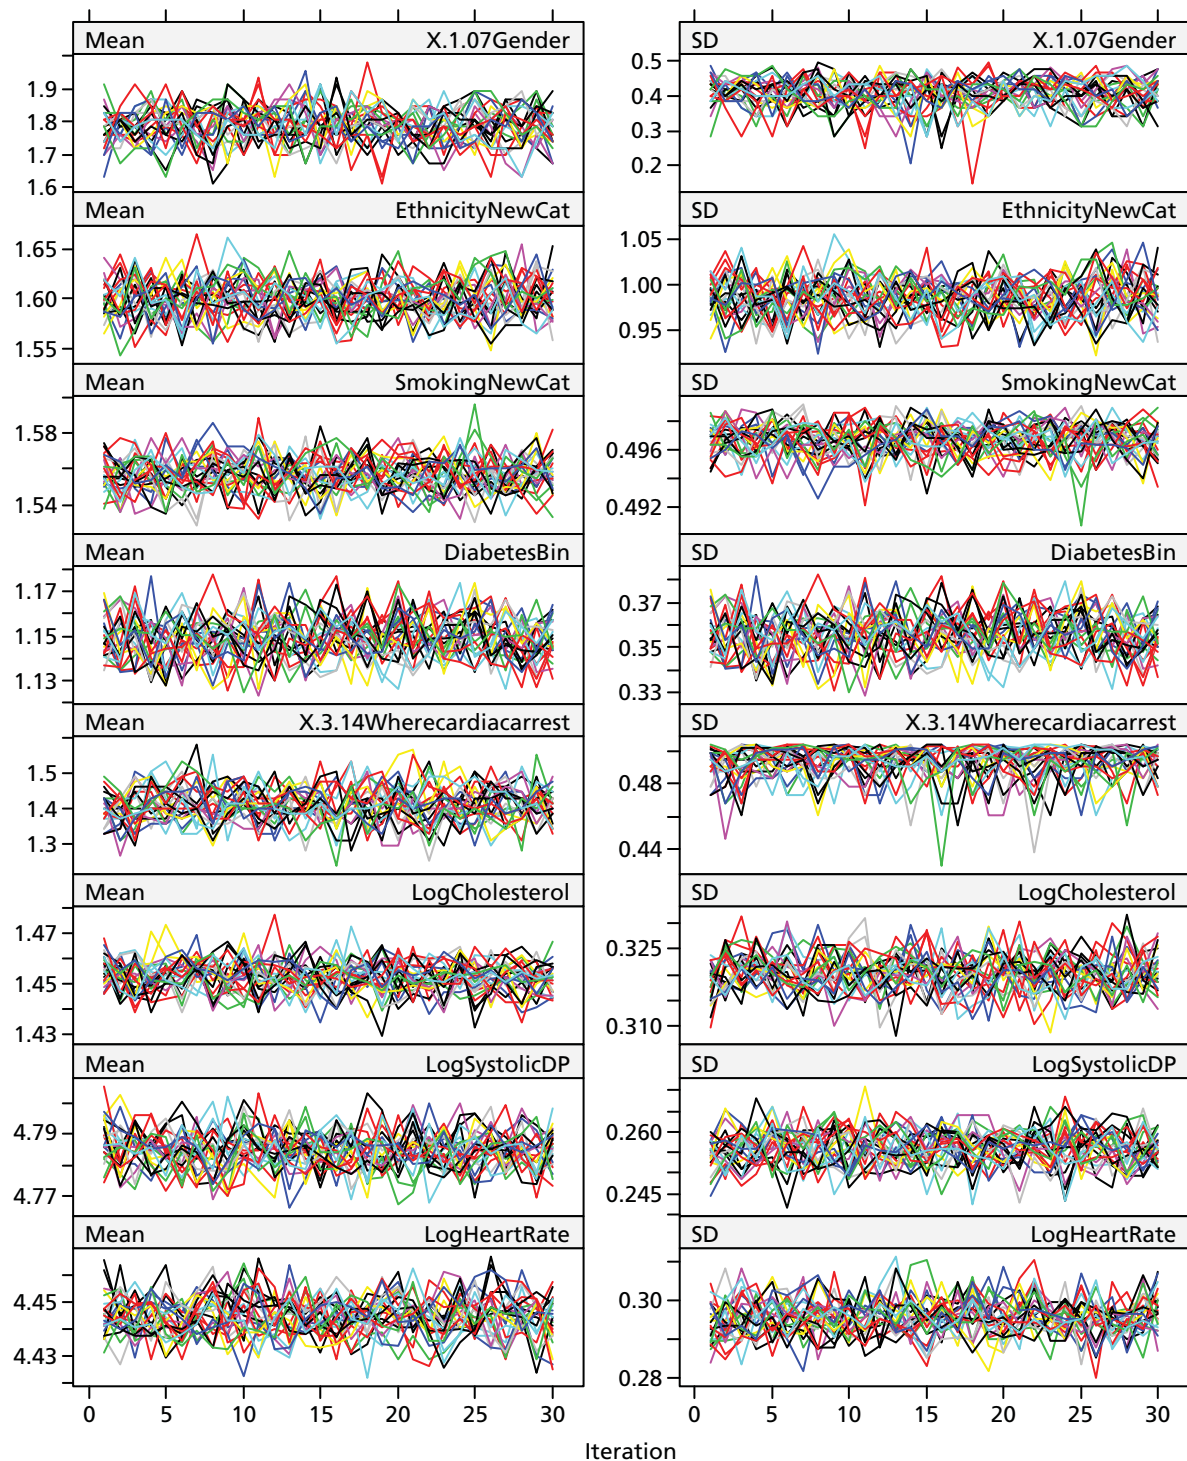 Mean X.1.07Gender
1.9
1.8
1.7
1.6
Mean EthnicityNewCat
1.65
1.60
1.55
Mean SmokingNewCat
1.58
1.54
Mean DiabetesBin
1.17
1.15
1.13
Mean X.3.14Wherecardiacarrest
1.5
1.4
1.3
Mean LogCholesterol
1.47
1.45
1.43
Mean LogSystolicDP
4.79
4.77
Mean LogHeartRate
4.45
4.43
0 5 10 15 20 25 30
SD X.1.07Gender
0.5
0.4
0.3
0.2
SD EthnicityNewCat
1.05
1.00
0.95
SD SmokingNewCat
0.496
0.492
SD DiabetesBin
0.37
0.35
0.33
SD X.3.14Wherecardiacarrest
0.48
0.44
SD LogCholesterol
0.325
0.310
SD LogSystolicDP
0.260
0.245
SD LogHeartRate
0.30
0.28
0 5 10 15 20 25 30
Iteration